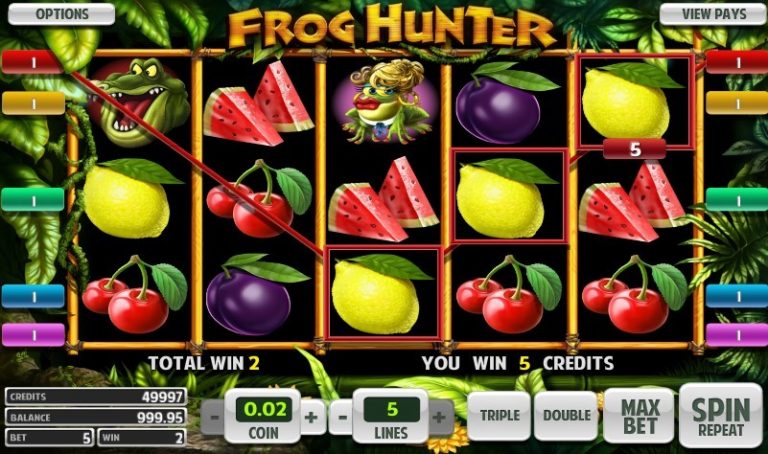 OPTIONS
FROG HUNTER
VIEW PAYS
1
1
1
1
5
1
1
1
1
1
1
TOTAL WIN 2
YOU WIN 5 CREDITS
CREDITS 49997
BALANCE 999.95
BET 5 WIN 2
- 0.02 +
COIN
- 5 +
LINES
TRIPLE
DOUBLE
MAX
BET
SPIN
REPEAT